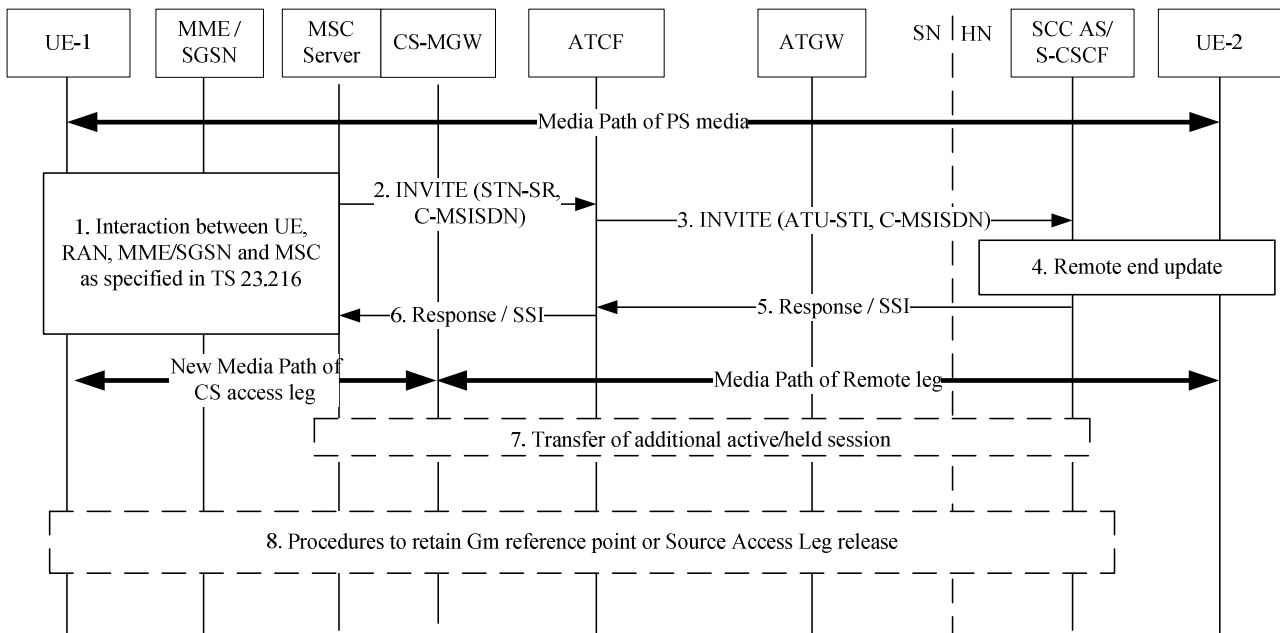 UE-1
MME /
SGSN
MSC
Server
CS-MGW
ATCF
ATGW
SN
HN
SCC AS/
S-CSCF
UE-2
Media Path of PS media
1. Interaction between UE,
RAN, MME/SGSN and MSC
as specified in TS 23.216
2. INVITE (STN-SR,
C-MSISDN)
3. INVITE (ATU-STI, C-MSISDN)
4. Remote end update
5. Response / SSI
6. Response / SSI
New Media Path of
CS access leg
Media Path of Remote leg
7. Transfer of additional active/held session
8. Procedures to retain Gm reference point or Source Access Leg release